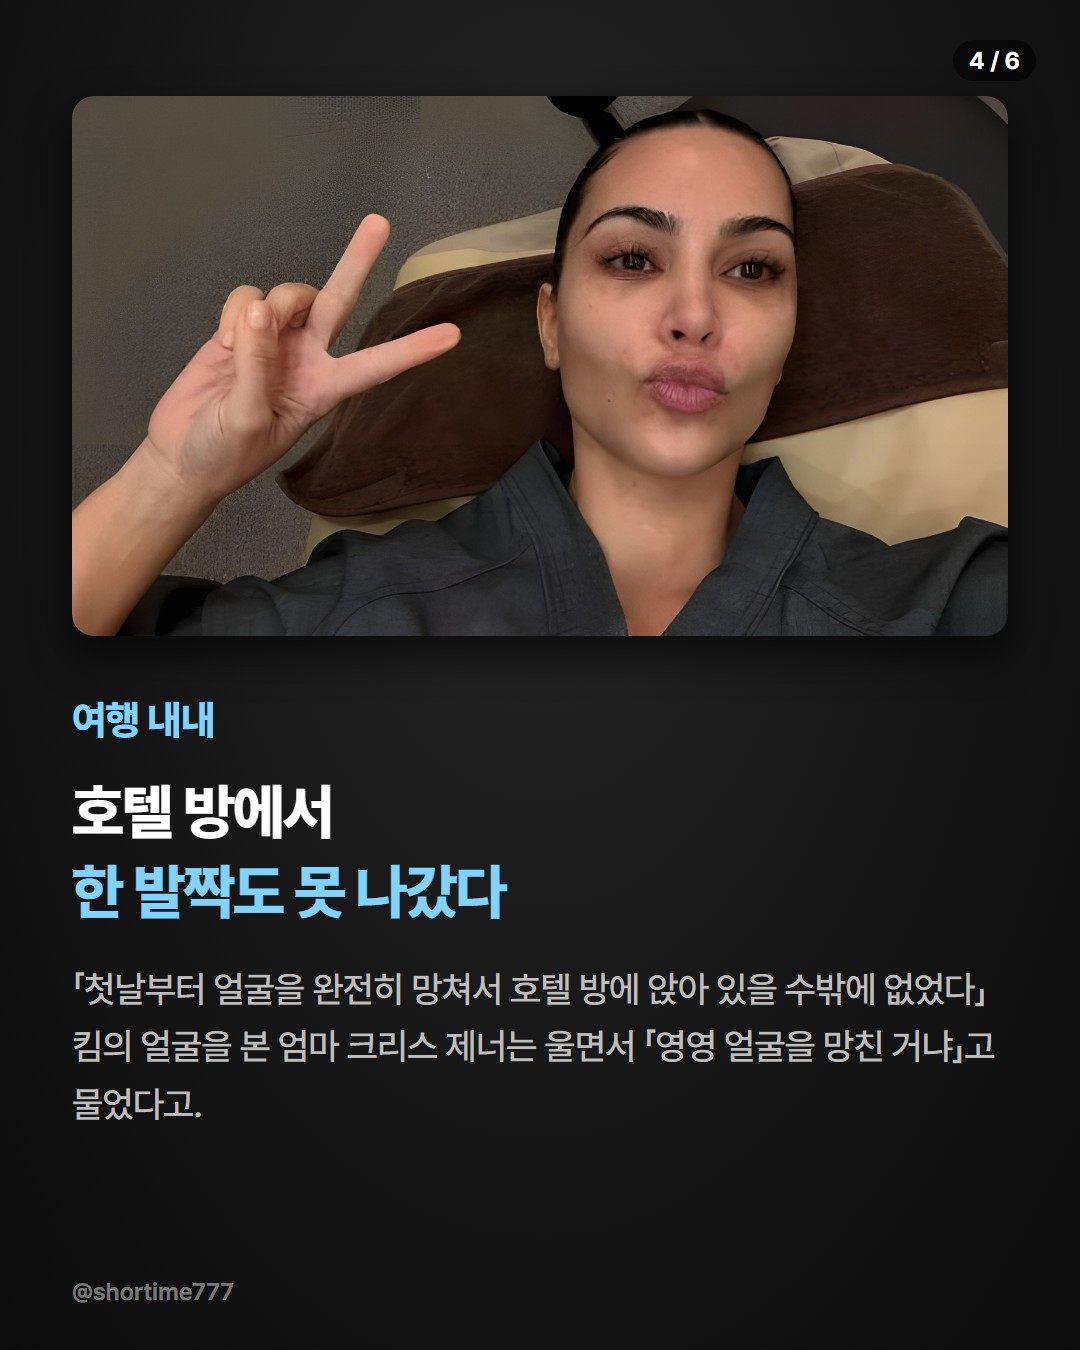 4 / 6
여행 내내
호텔 방에서
한 발짝도 못 나갔다
「첫날부터 얼굴을 완전히 망쳐서 호텔 방에 앉아 있을 수밖에 없었다」
킴의 얼굴을 본 엄마 크리스 제너는 울면서 「영영 얼굴을 망친 거냐」고
물었다고.
@shortime777